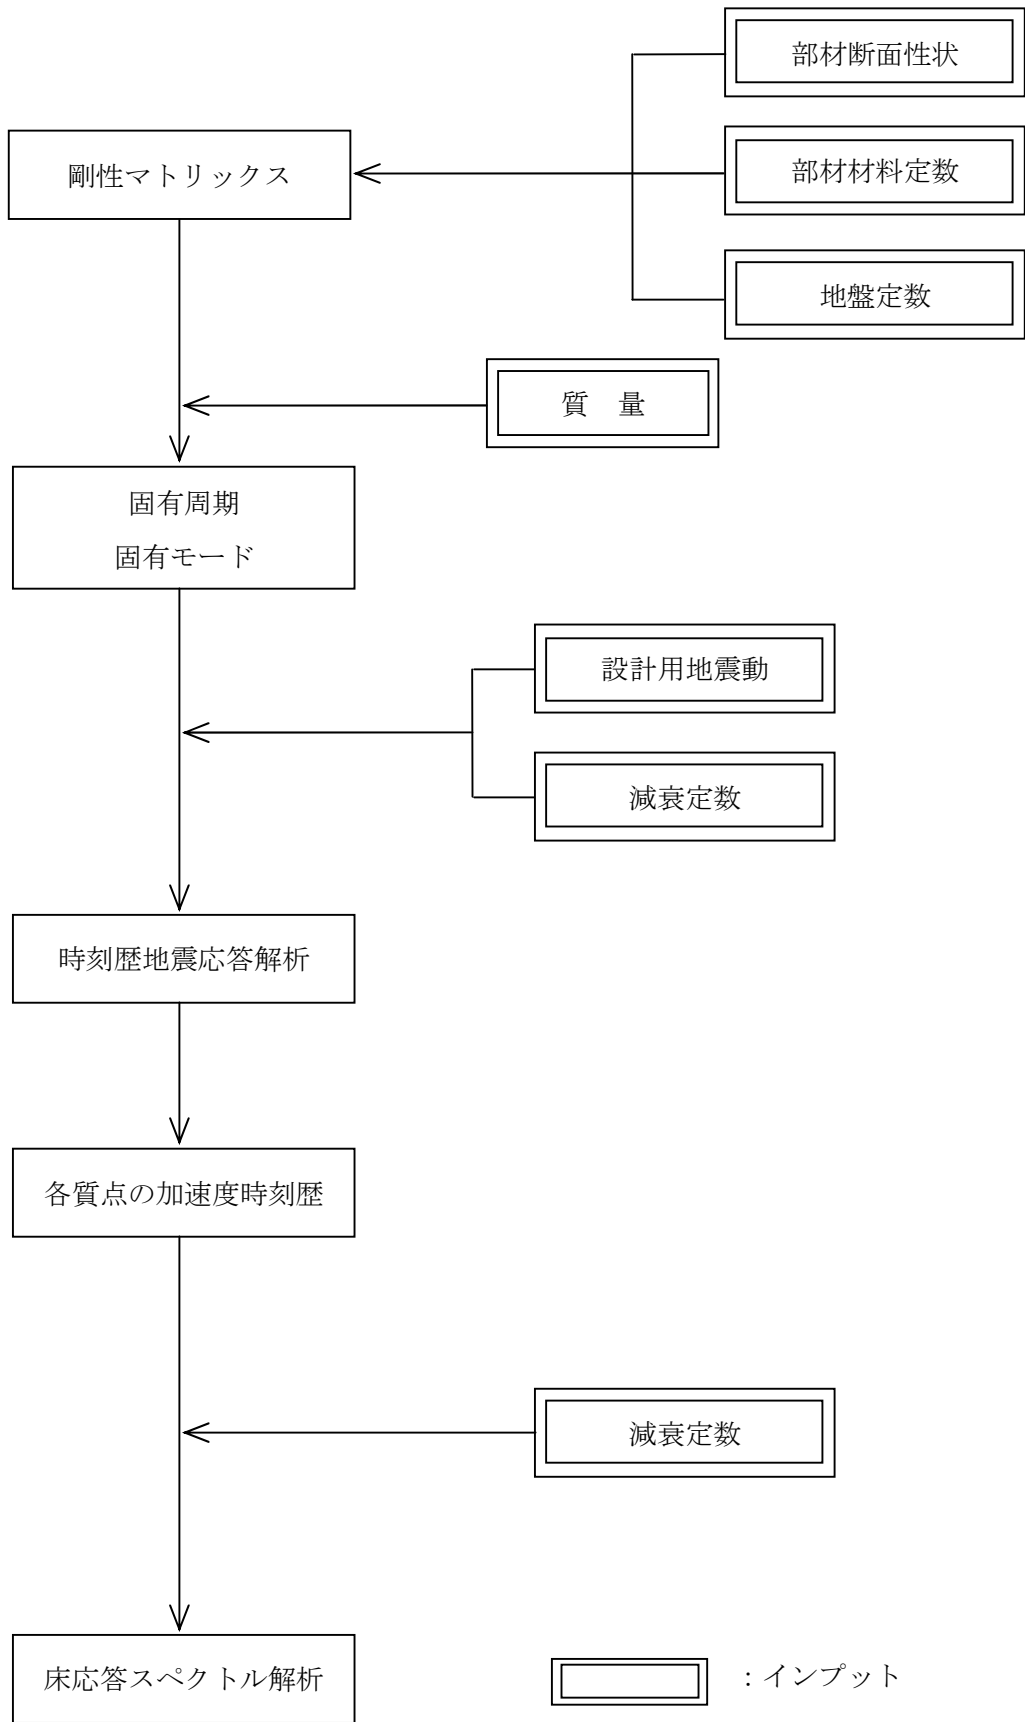 部材断面性状
剛性マトリックス
部材材料定数
地盤定数
質　量
固有周期
固有モード
設計用地震動
減衰定数
時刻歴地震応答解析
各質点の加速度時刻歴
減衰定数
床応答スペクトル解析
：インプット